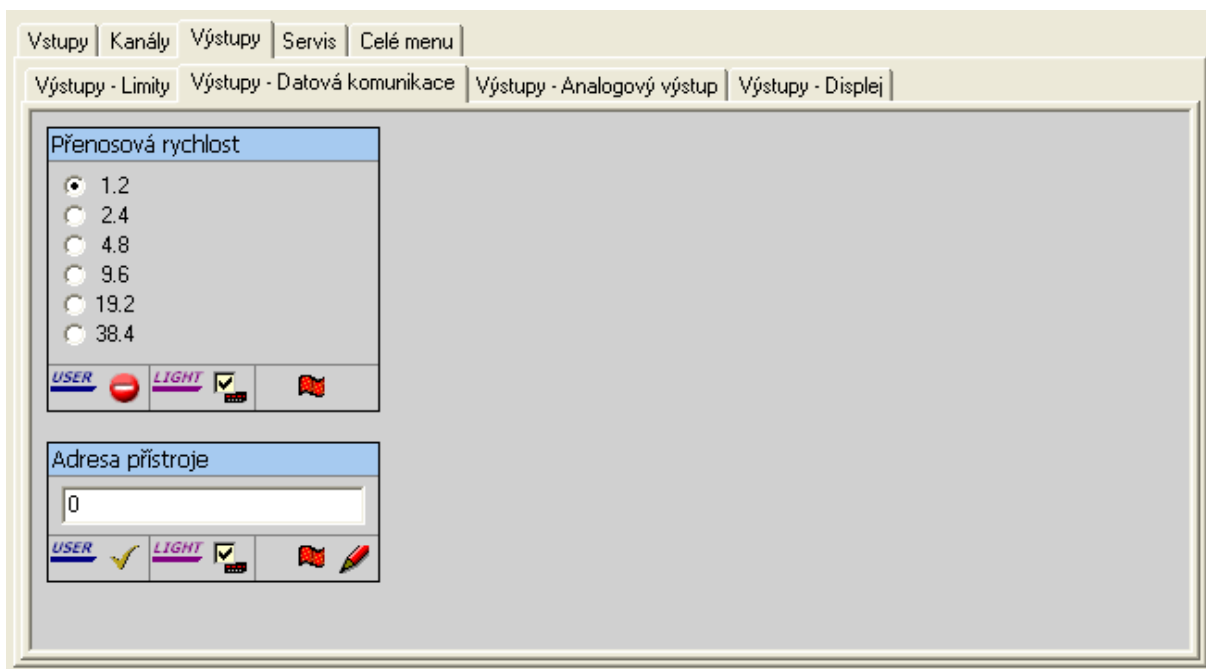 Vstupy Kanály Výstupy Servis Celé menu
Výstupy - Limity Výstupy - Datová komunikace Výstupy - Analogový výstup Výstupy - Displej
Přenosová rychlost
1.2
2.4
4.8
9.6
19.2
38.4
USER LIGHT
Adresa přístroje
0
USER LIGHT